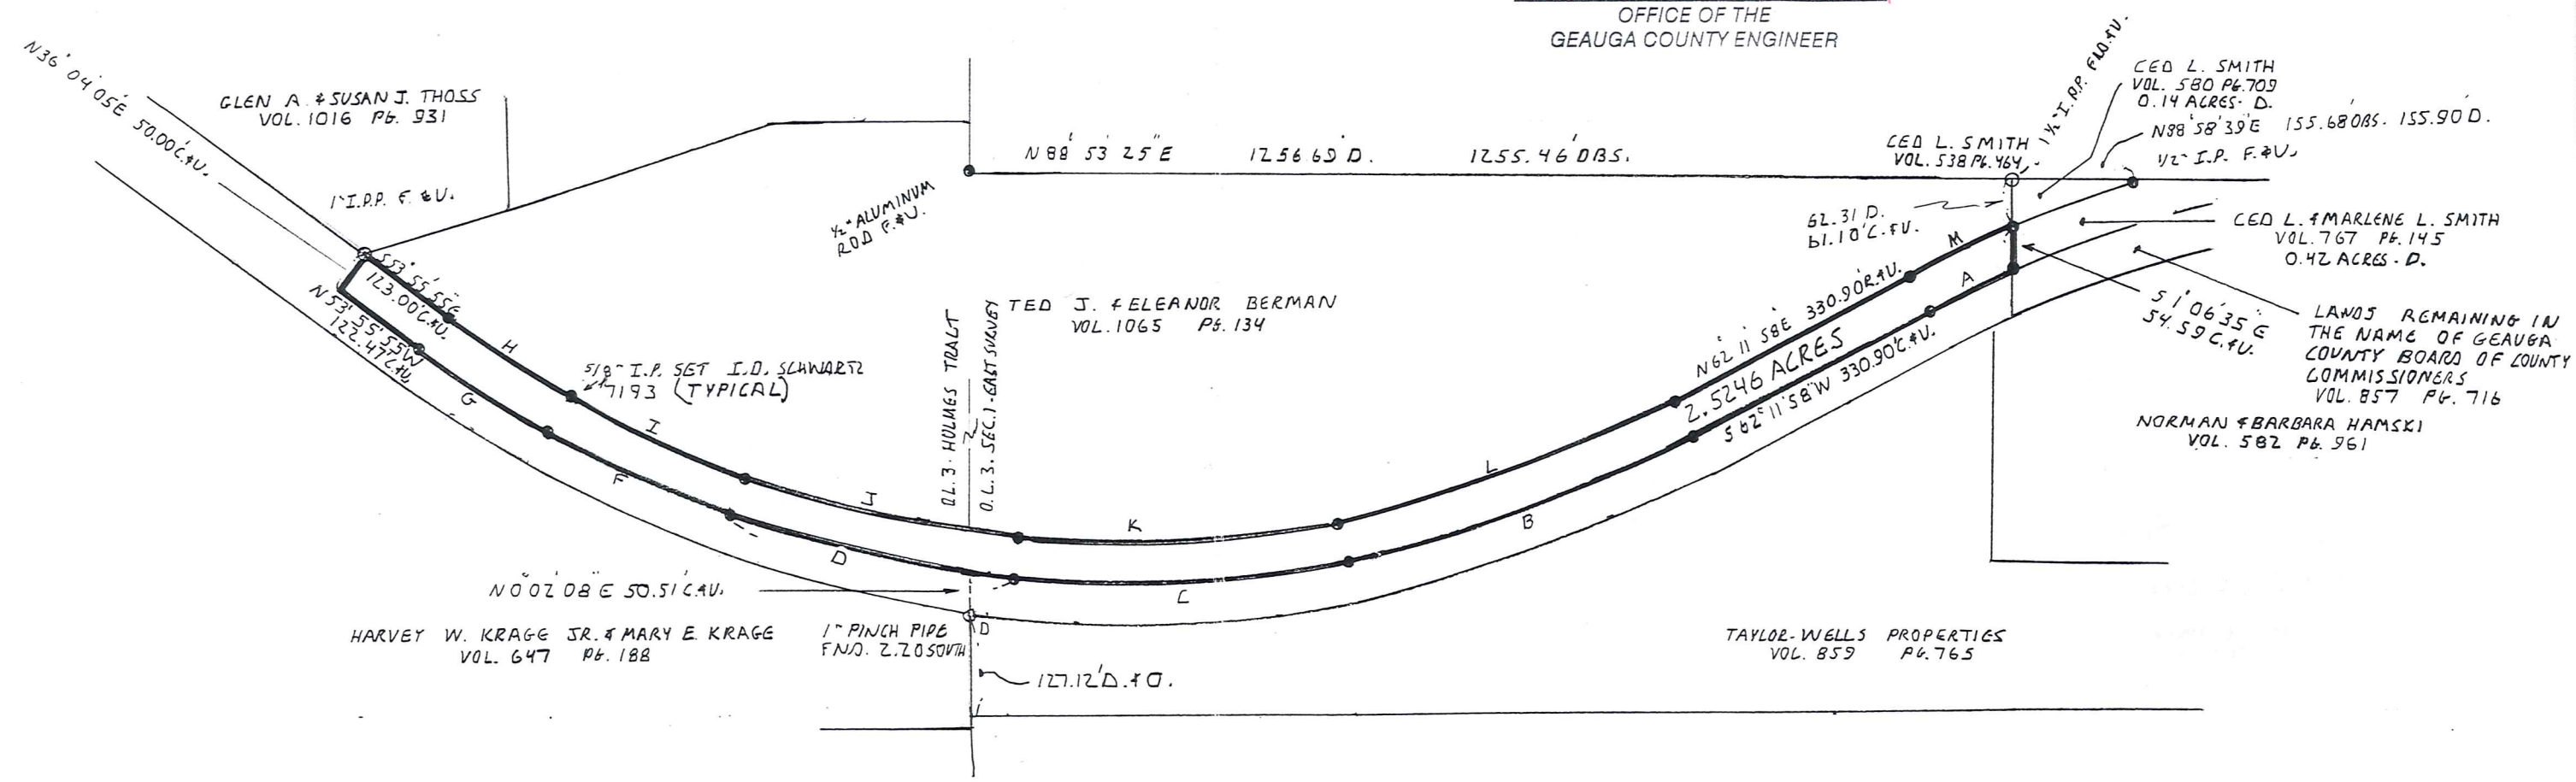 OFFICE OF THE
GEAUGA COUNTY ENGINEER
N36° 04' 05"E 50.00'C.&U.
GLEN A. & SUSAN J. THOSS
VOL. 1016 PG. 931
1" I.P.P. F. & U.
S53° 55' 55"E
123.00'C.&U.
N 53° 55' 55"W
122.47'C.&U.
H
G
5/8" I.P. SET I.D. SCHWARTZ
7193 (TYPICAL)
I
F
J
D
½" ALUMINUM
ROD F.&U.
N 88° 53' 25"E 1256.69'D. 1255.46'OBS.
O.L. 3. HOLMES TRACT
O.L. 3. SEC. 1 - EAST SURVEY
TED J. & ELEANOR BERMAN
VOL. 1065 PG. 134
K
C
L
B
N62° 11' 58"E 330.90'R.&U.
2.5246 ACRES
S 62° 11' 58"W 330.90'C.&U.
M
A
62.31 D.
61.10'C.&U.
CED L. SMITH
VOL. 538 PG. 464
1½" I.P.P. FND.&U.
CED L. SMITH
VOL. 580 PG. 709
0.14 ACRES - D.
N88° 58' 39"E 155.68'OBS. 155.90'D.
1/2" I.P. F.&U.
CED L. & MARLENE L. SMITH
VOL. 767 PG. 145
0.42 ACRES - D.
S 1° 06' 35"E
54.59'C.&U.
LANDS REMAINING IN
THE NAME OF GEAUGA
COUNTY BOARD OF COUNTY
COMMISSIONERS
VOL. 857 PG. 716
NORMAN & BARBARA HAMSKI
VOL. 582 PG. 961
N0° 02' 08"E 50.51'C.&U.
HARVEY W. KRAGE JR. & MARY E. KRAGE
VOL. 647 PG. 188
1" PINCH PIPE
FND. 2.20 SOUTH
D
127.12'D.&O.
TAYLOR-WELLS PROPERTIES
VOL. 859 PG. 765